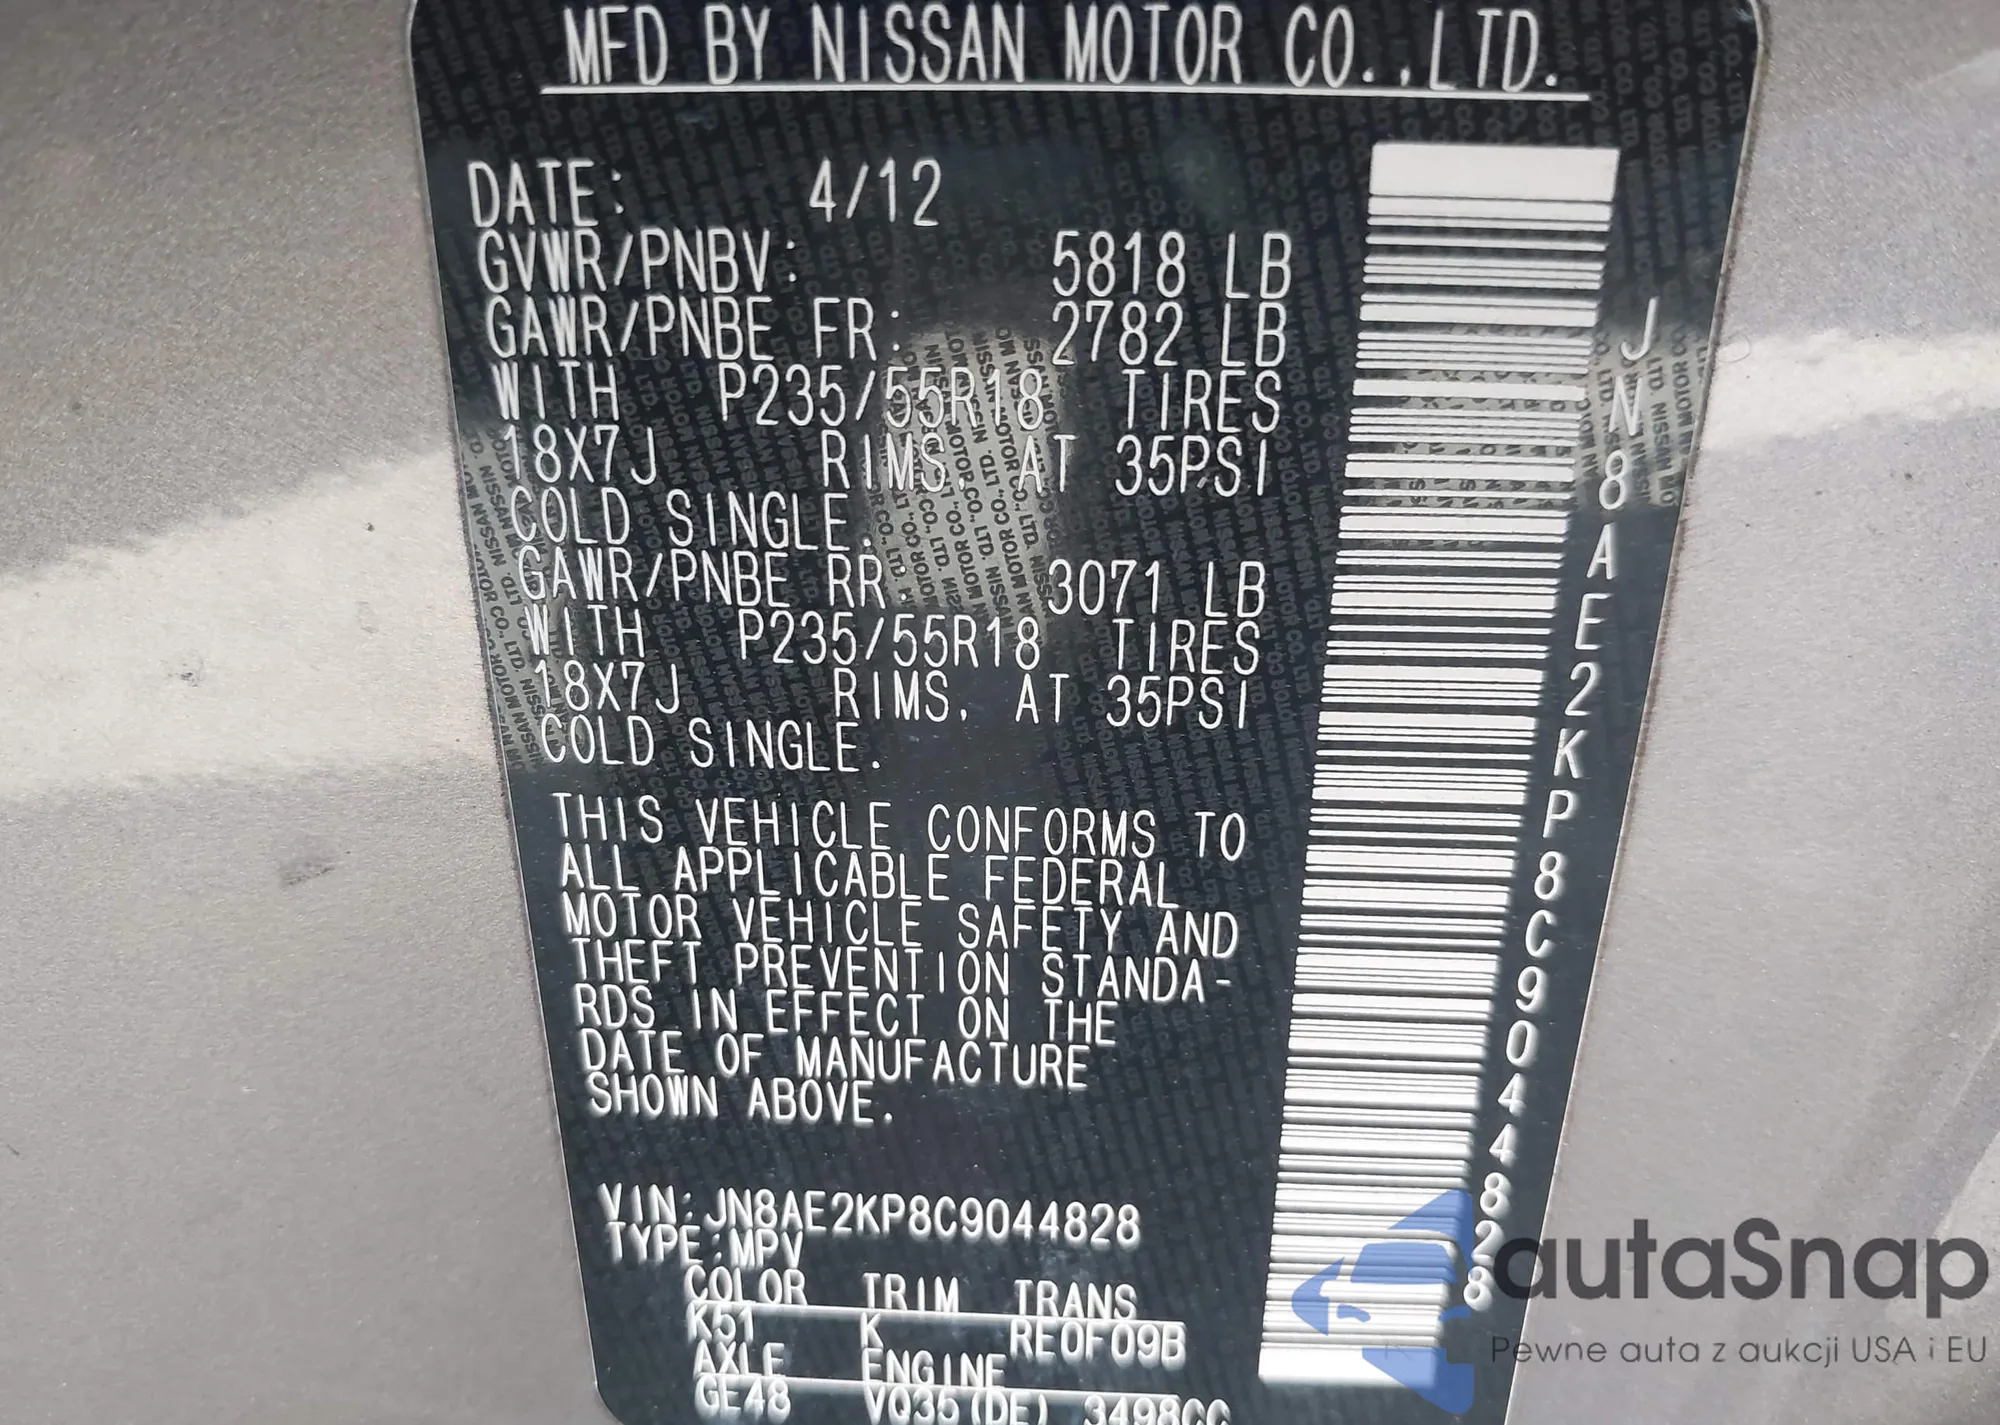 MFD BY NISSAN MOTOR CO.,LTD.
DATE: 4/12
GVWR/PNBV: 5818 LB
GAWR/PNBE FR: 2782 LB
WITH P235/55R18 TIRES
18X7J RIMS. AT 35PSI
COLD SINGLE.
GAWR/PNBE RR: 3071 LB
WITH P235/55R18 TIRES
18X7J RIMS. AT 35PSI
COLD SINGLE.
THIS VEHICLE CONFORMS TO
ALL APPLICABLE FEDERAL
MOTOR VEHICLE SAFETY AND
THEFT PREVENTION STANDA-
RDS IN EFFECT ON THE
DATE OF MANUFACTURE
SHOWN ABOVE.
VIN:JN8AE2KP8C9044828
TYPE:MPV
COLOR TRIM TRANS
K51 K RE0F09B
AXLE ENGINE
GE48 VQ35(DE) 3498CC
JN8AE2KP8C9044828
autaSnap
Pewne auta z aukcji USA i EU